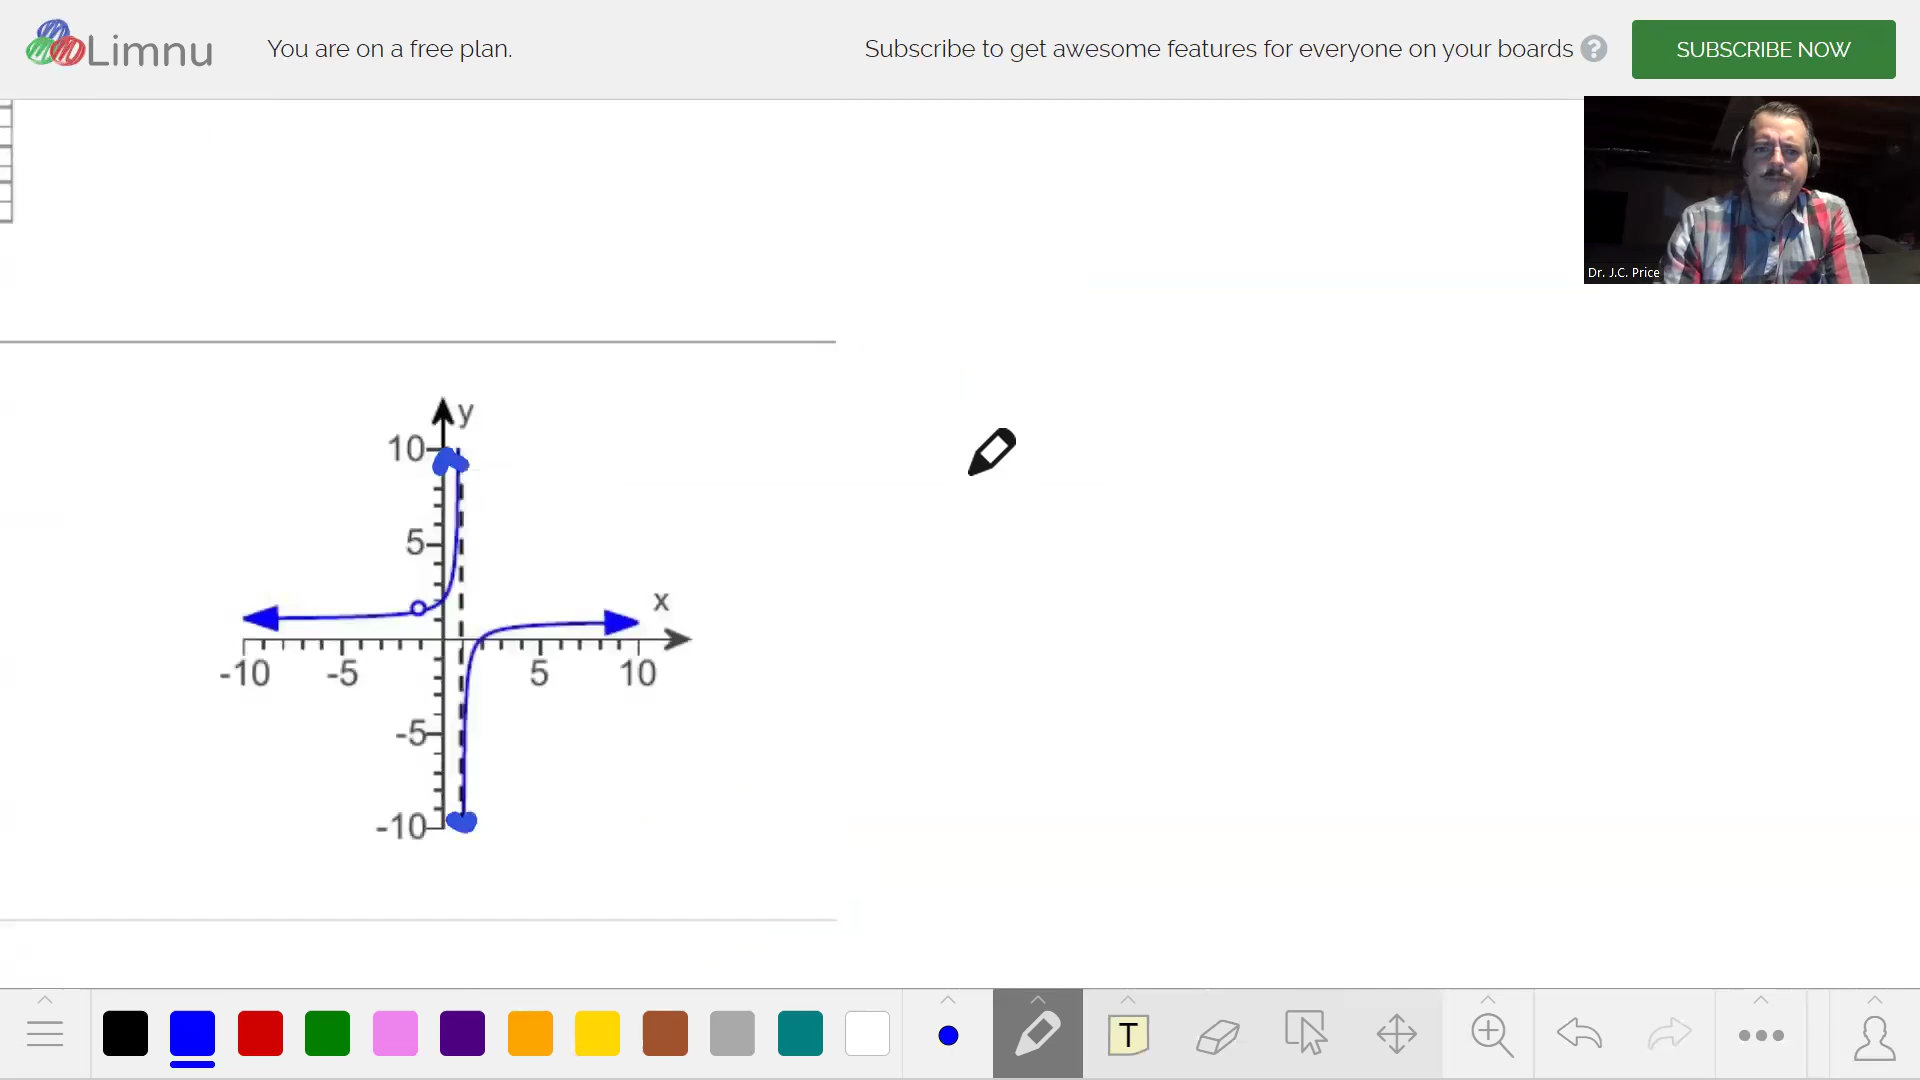 Limnu
You are on a free plan.
Subscribe to get awesome features for everyone on your boards ?
SUBSCRIBE NOW
Dr. J.C. Price
y
10
5
x
-10 -5 5 10
-5
-10
T